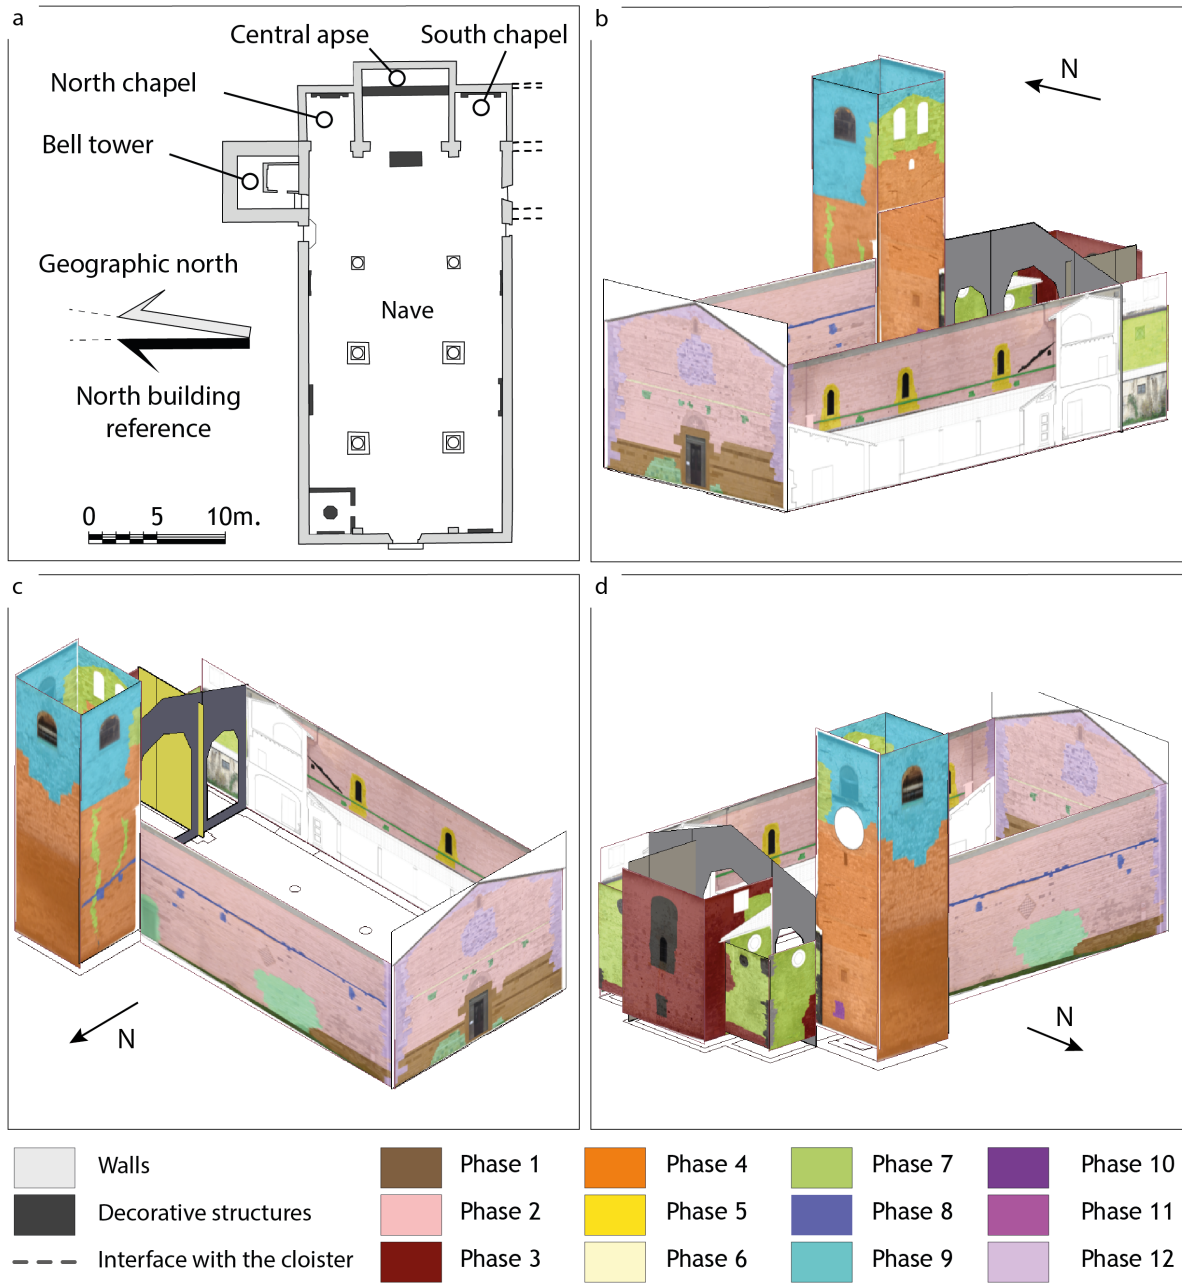 a
Central apse
South chapel
North chapel
Bell tower
Geographic north
Nave
North building
reference
0 5 10m.
b
N
c
N
d
N
Walls
Decorative structures
Interface with the cloister
Phase 1
Phase 2
Phase 3
Phase 4
Phase 5
Phase 6
Phase 7
Phase 8
Phase 9
Phase 10
Phase 11
Phase 12